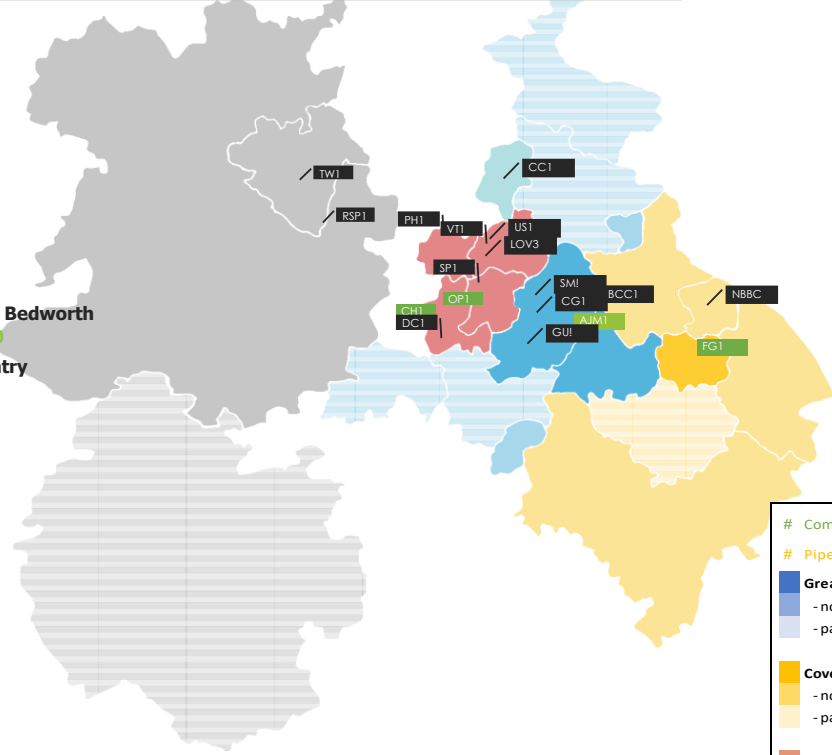 CC1
TW1
RSP1
PH1
VT1
US1
LOV3
SP1
SM!
OP1
CG1
BCC1
NBBC
CH1
DC1
AJM1
GU!
FG1
Bedworth
# Com
# Pipe
Grea
- no
- pa
Cove
- no
- pa